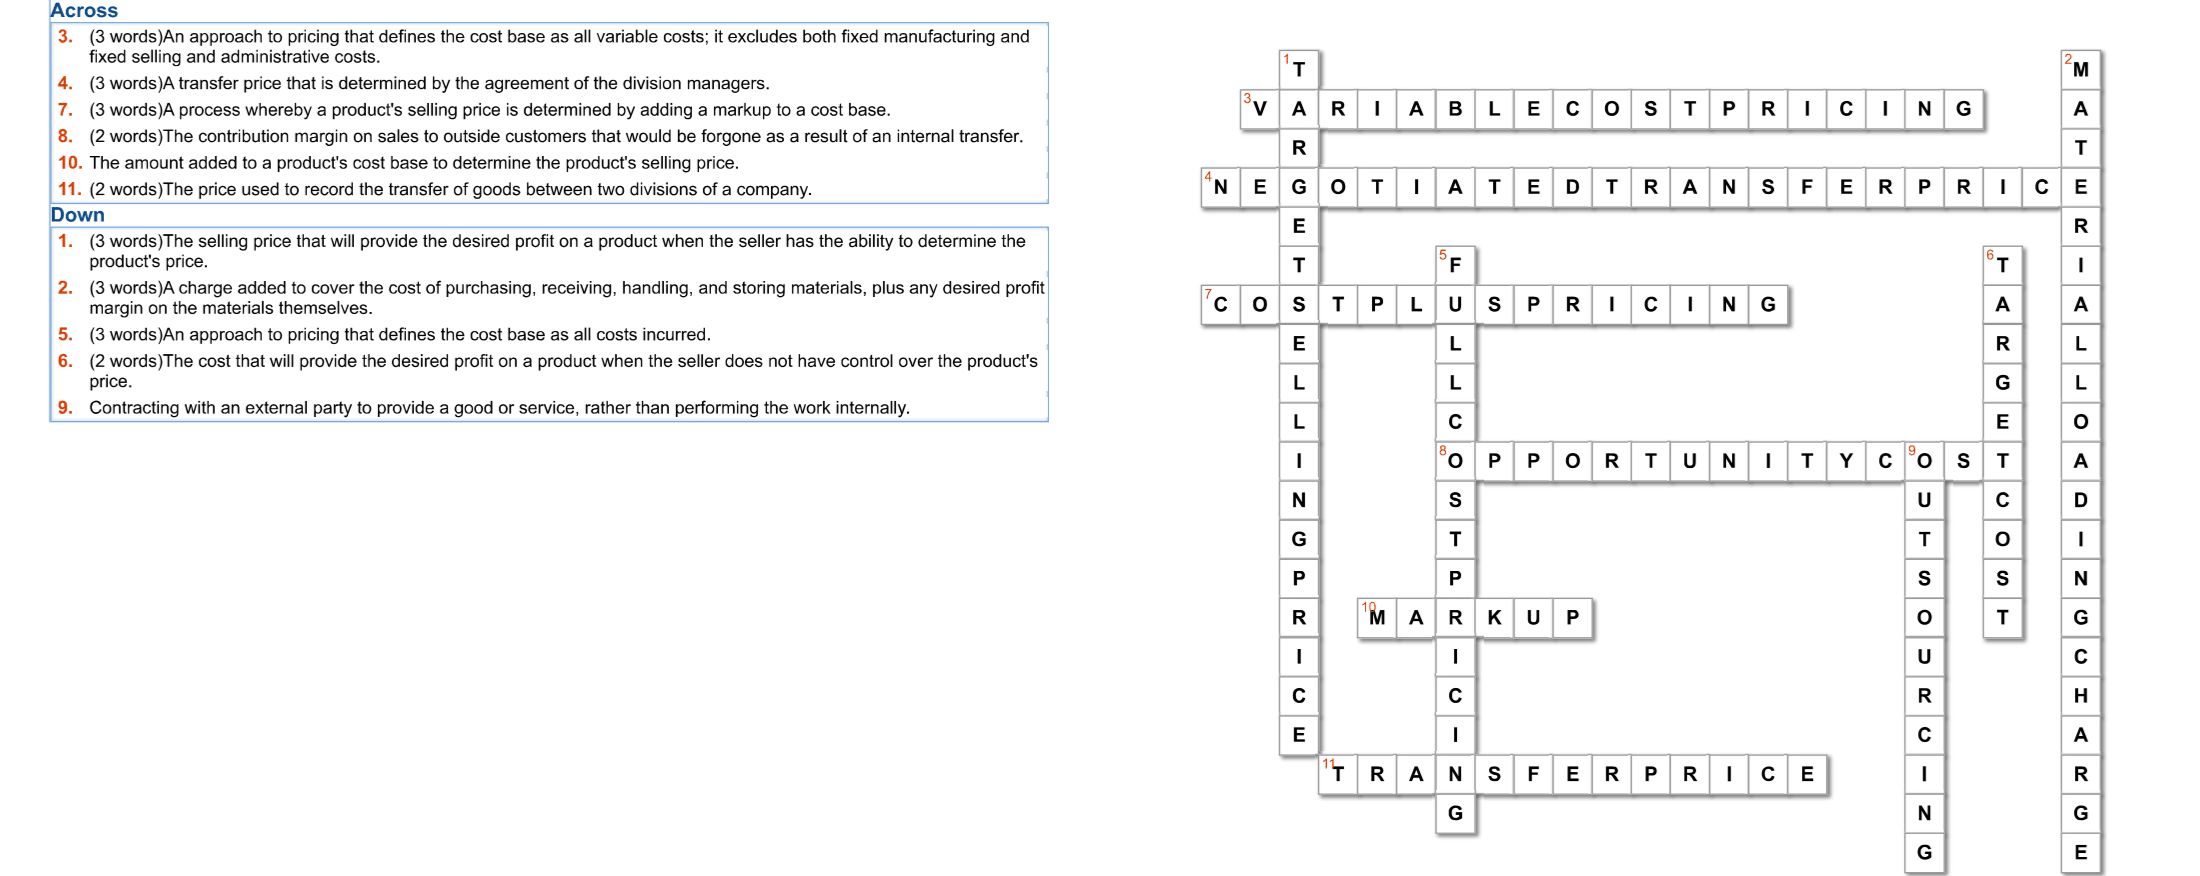 Across
3. (3 words)An approach to pricing that defines the cost base as all variable costs; it excludes both fixed manufacturing and
fixed selling and administrative costs.
4. (3 words)A transfer price that is determined by the agreement of the division managers.
7. (3 words)A process whereby a product's selling price is determined by adding a markup to a cost base.
8. (2 words)The contribution margin on sales to outside customers that would be forgone as a result of an internal transfer.
10. The amount added to a product's cost base to determine the product's selling price.
11. (2 words)The price used to record the transfer of goods between two divisions of a company.
Down
1. (3 words)The selling price that will provide the desired profit on a product when the seller has the ability to determine the
product's price.
2. (3 words)A charge added to cover the cost of purchasing, receiving, handling, and storing materials, plus any desired profit
margin on the materials themselves.
5. (3 words)An approach to pricing that defines the cost base as all costs incurred.
6. (2 words)The cost that will provide the desired profit on a product when the seller does not have control over the product's
price.
9. Contracting with an external party to provide a good or service, rather than performing the work internally.
1 T 2 M
3 V A R I A B L E C O S T P R I C I N G A
R T
4 N E G O T I A T E D T R A N S F E R P R I C E
E R
T 5 F 6 T I
7 C O S T P L U S P R I C I N G A A
E L R L
L L G L
L C E O
I 8 O P P O R T U N I T Y C 9 O S T A
N S U C D
G T T O I
P P S S N
R 10 M A R K U P O T G
I I U C
C C R H
E I C A
11 T R A N S F E R P R I C E I R
G N G
G E